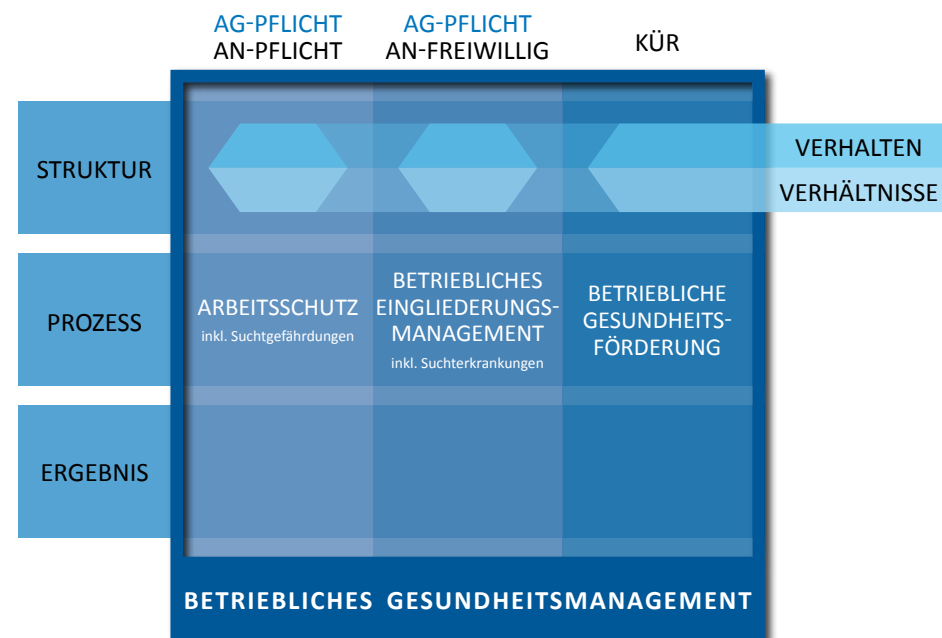 AG-PFLICHT
AN-PFLICHT
AG-PFLICHT
AN-FREIWILLIG
KÜR
STRUKTUR
VERHALTEN
VERHÄLTNISSE
PROZESS
ARBEITSSCHUTZ
inkl. Suchtgefährdungen
BETRIEBLICHES
EINGLIEDERUNGS-
MANAGEMENT
inkl. Suchterkrankungen
BETRIEBLICHE
GESUNDHEITS-
FÖRDERUNG
ERGEBNIS
BETRIEBLICHES GESUNDHEITSMANAGEMENT